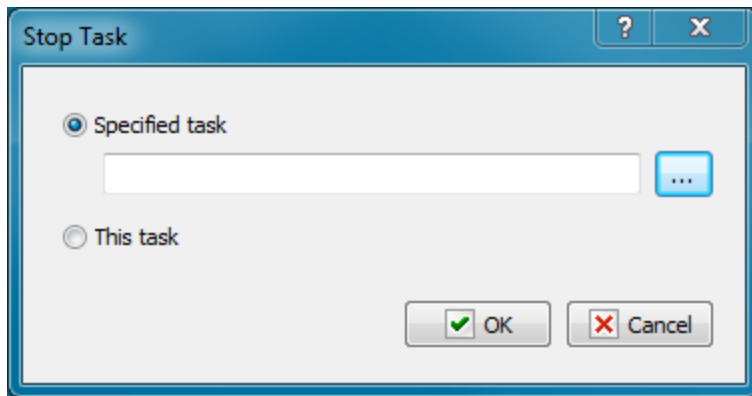 Stop Task
?
X
Specified task
...
This task
OK
Cancel